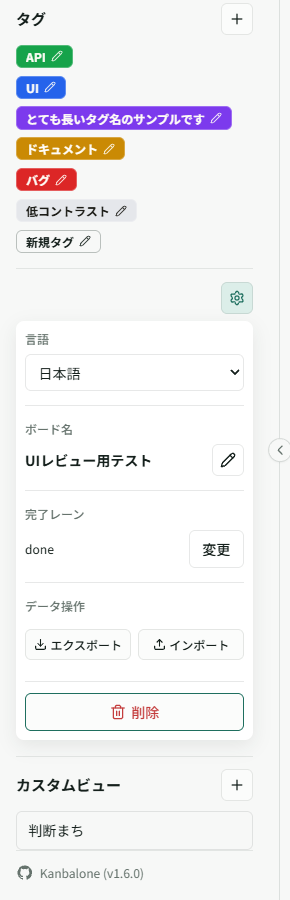 タグ
API
UI
とても長いタグ名のサンプルです
ドキュメント
バグ
低コントラスト
新規タグ
言語
日本語
ボード名
UIレビュー用テスト
完了レーン
done
変更
データ操作
エクスポート
インポート
削除
カスタムビュー
判断まち
Kanbalone (v1.6.0)